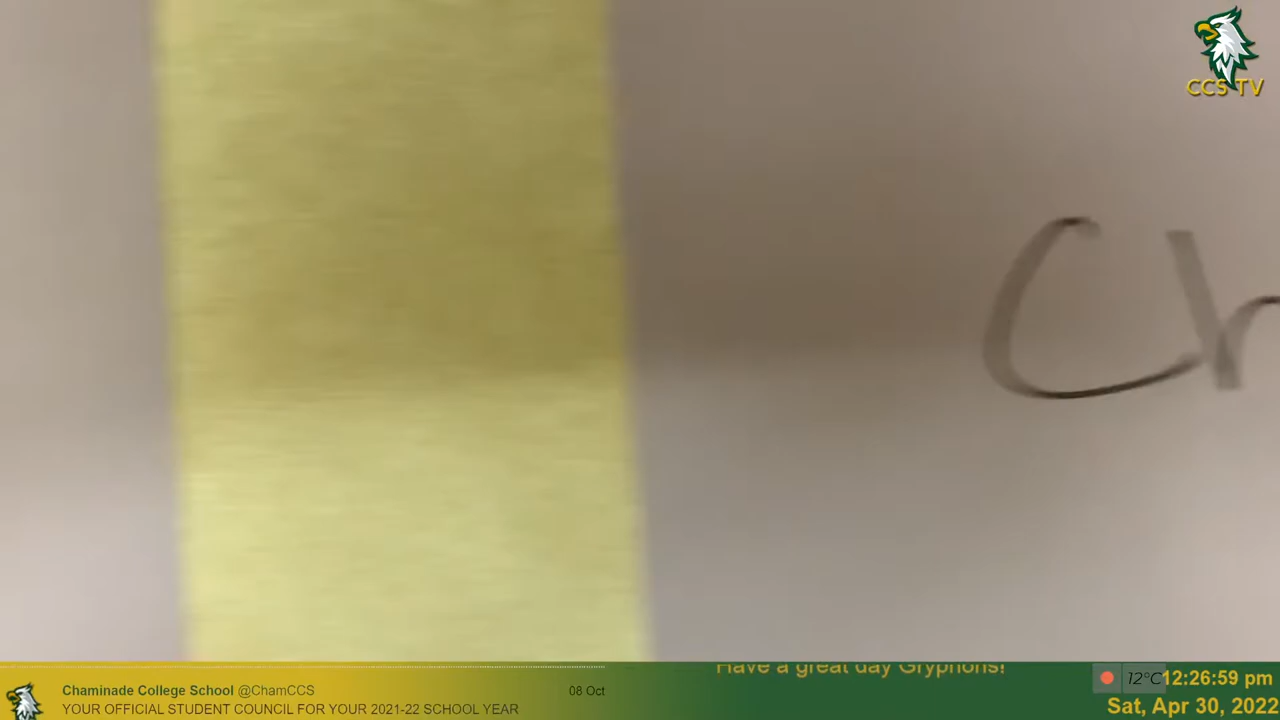 CCS TV
Ch
Have a great day Gryphons!
Chaminade College School @ChamCCS
08 Oct
YOUR OFFICIAL STUDENT COUNCIL FOR YOUR 2021-22 SCHOOL YEAR
12°C
12:26:59 pm
Sat, Apr 30, 2022